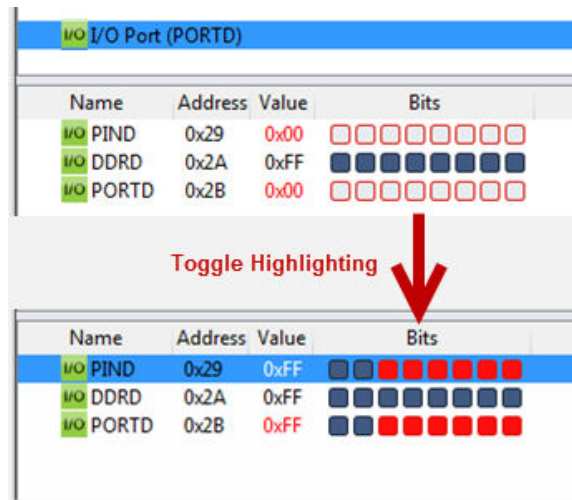 I/O I/O Port (PORTD)
Name Address Value Bits
I/O PIND 0x29 0x00
I/O DDRD 0x2A 0xFF
I/O PORTD 0x2B 0x00
Toggle Highlighting
Name Address Value Bits
I/O PIND 0x29 0xFF
I/O DDRD 0x2A 0xFF
I/O PORTD 0x2B 0xFF